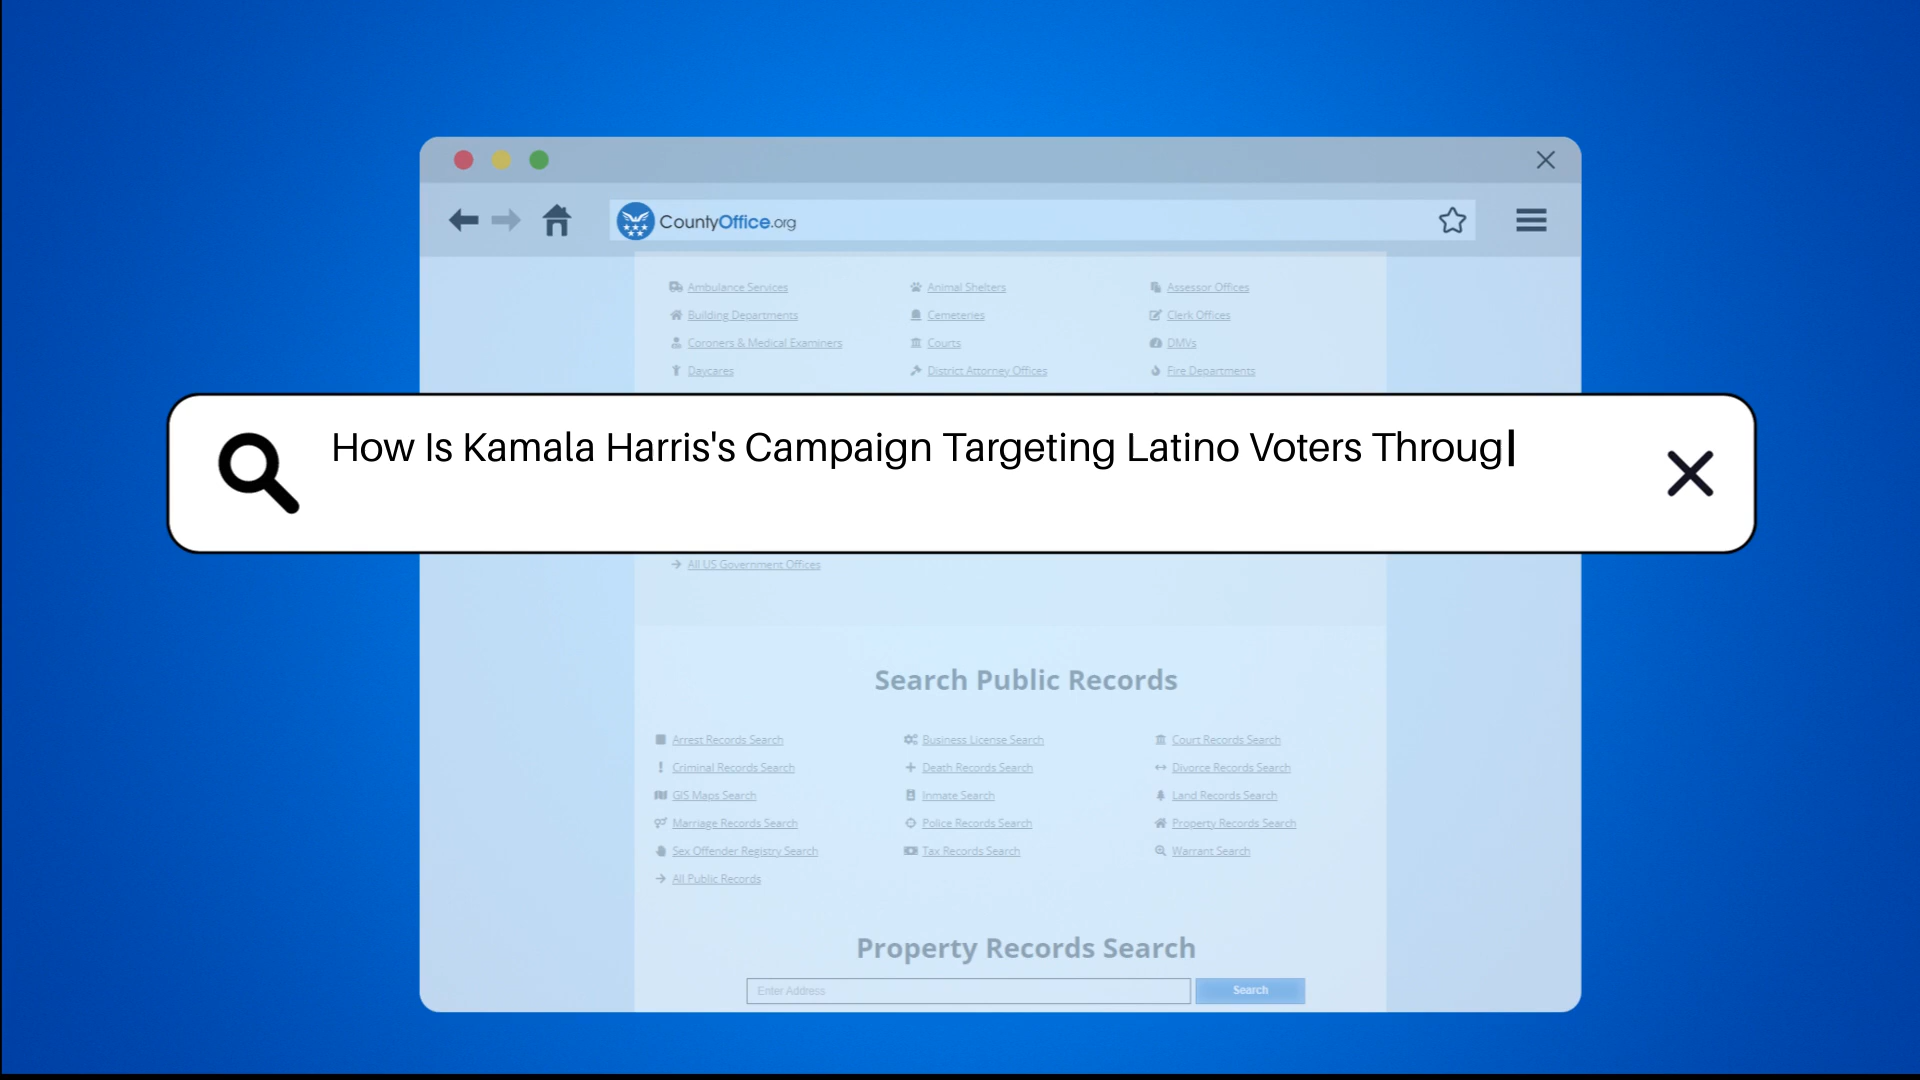 CountyOffice.org
Ambulance Services Animal Shelters Assessor Offices
Building Departments Cemeteries Clerk Offices
Coroners & Medical Examiners Courts DMVs
Daycares District Attorney Offices Fire Departments
How Is Kamala Harris's Campaign Targeting Latino Voters Throug
All US Government Offices
Search Public Records
Arrest Records Search Business License Search Court Records Search
Criminal Records Search Death Records Search Divorce Records Search
GIS Maps Search Inmate Search Land Records Search
Marriage Records Search Police Records Search Property Records Search
Sex Offender Registry Search Tax Records Search Warrant Search
All Public Records
Property Records Search
Enter Address Search